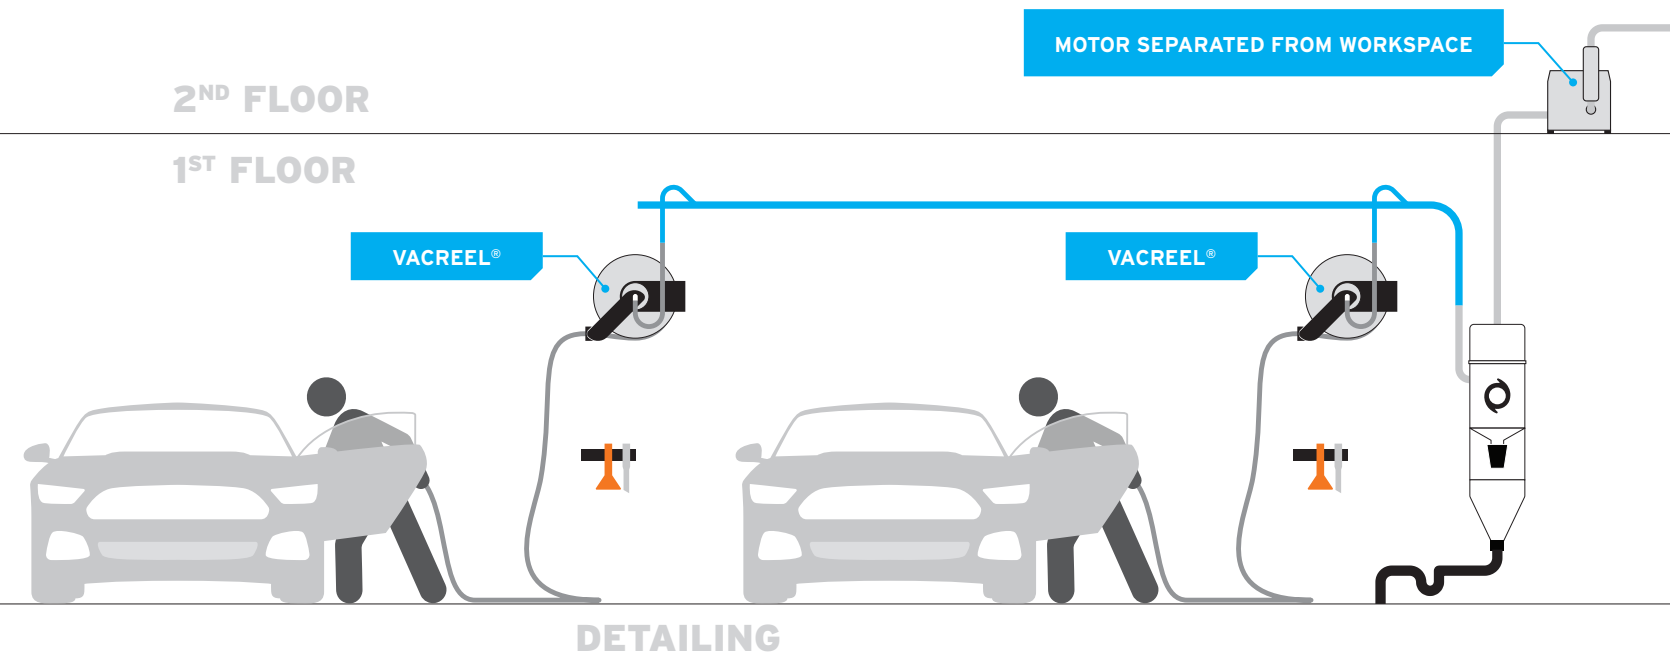 MOTOR SEPARATED FROM WORKSPACE
2ND FLOOR
1ST FLOOR
VACREEL®
VACREEL®
DETAILING